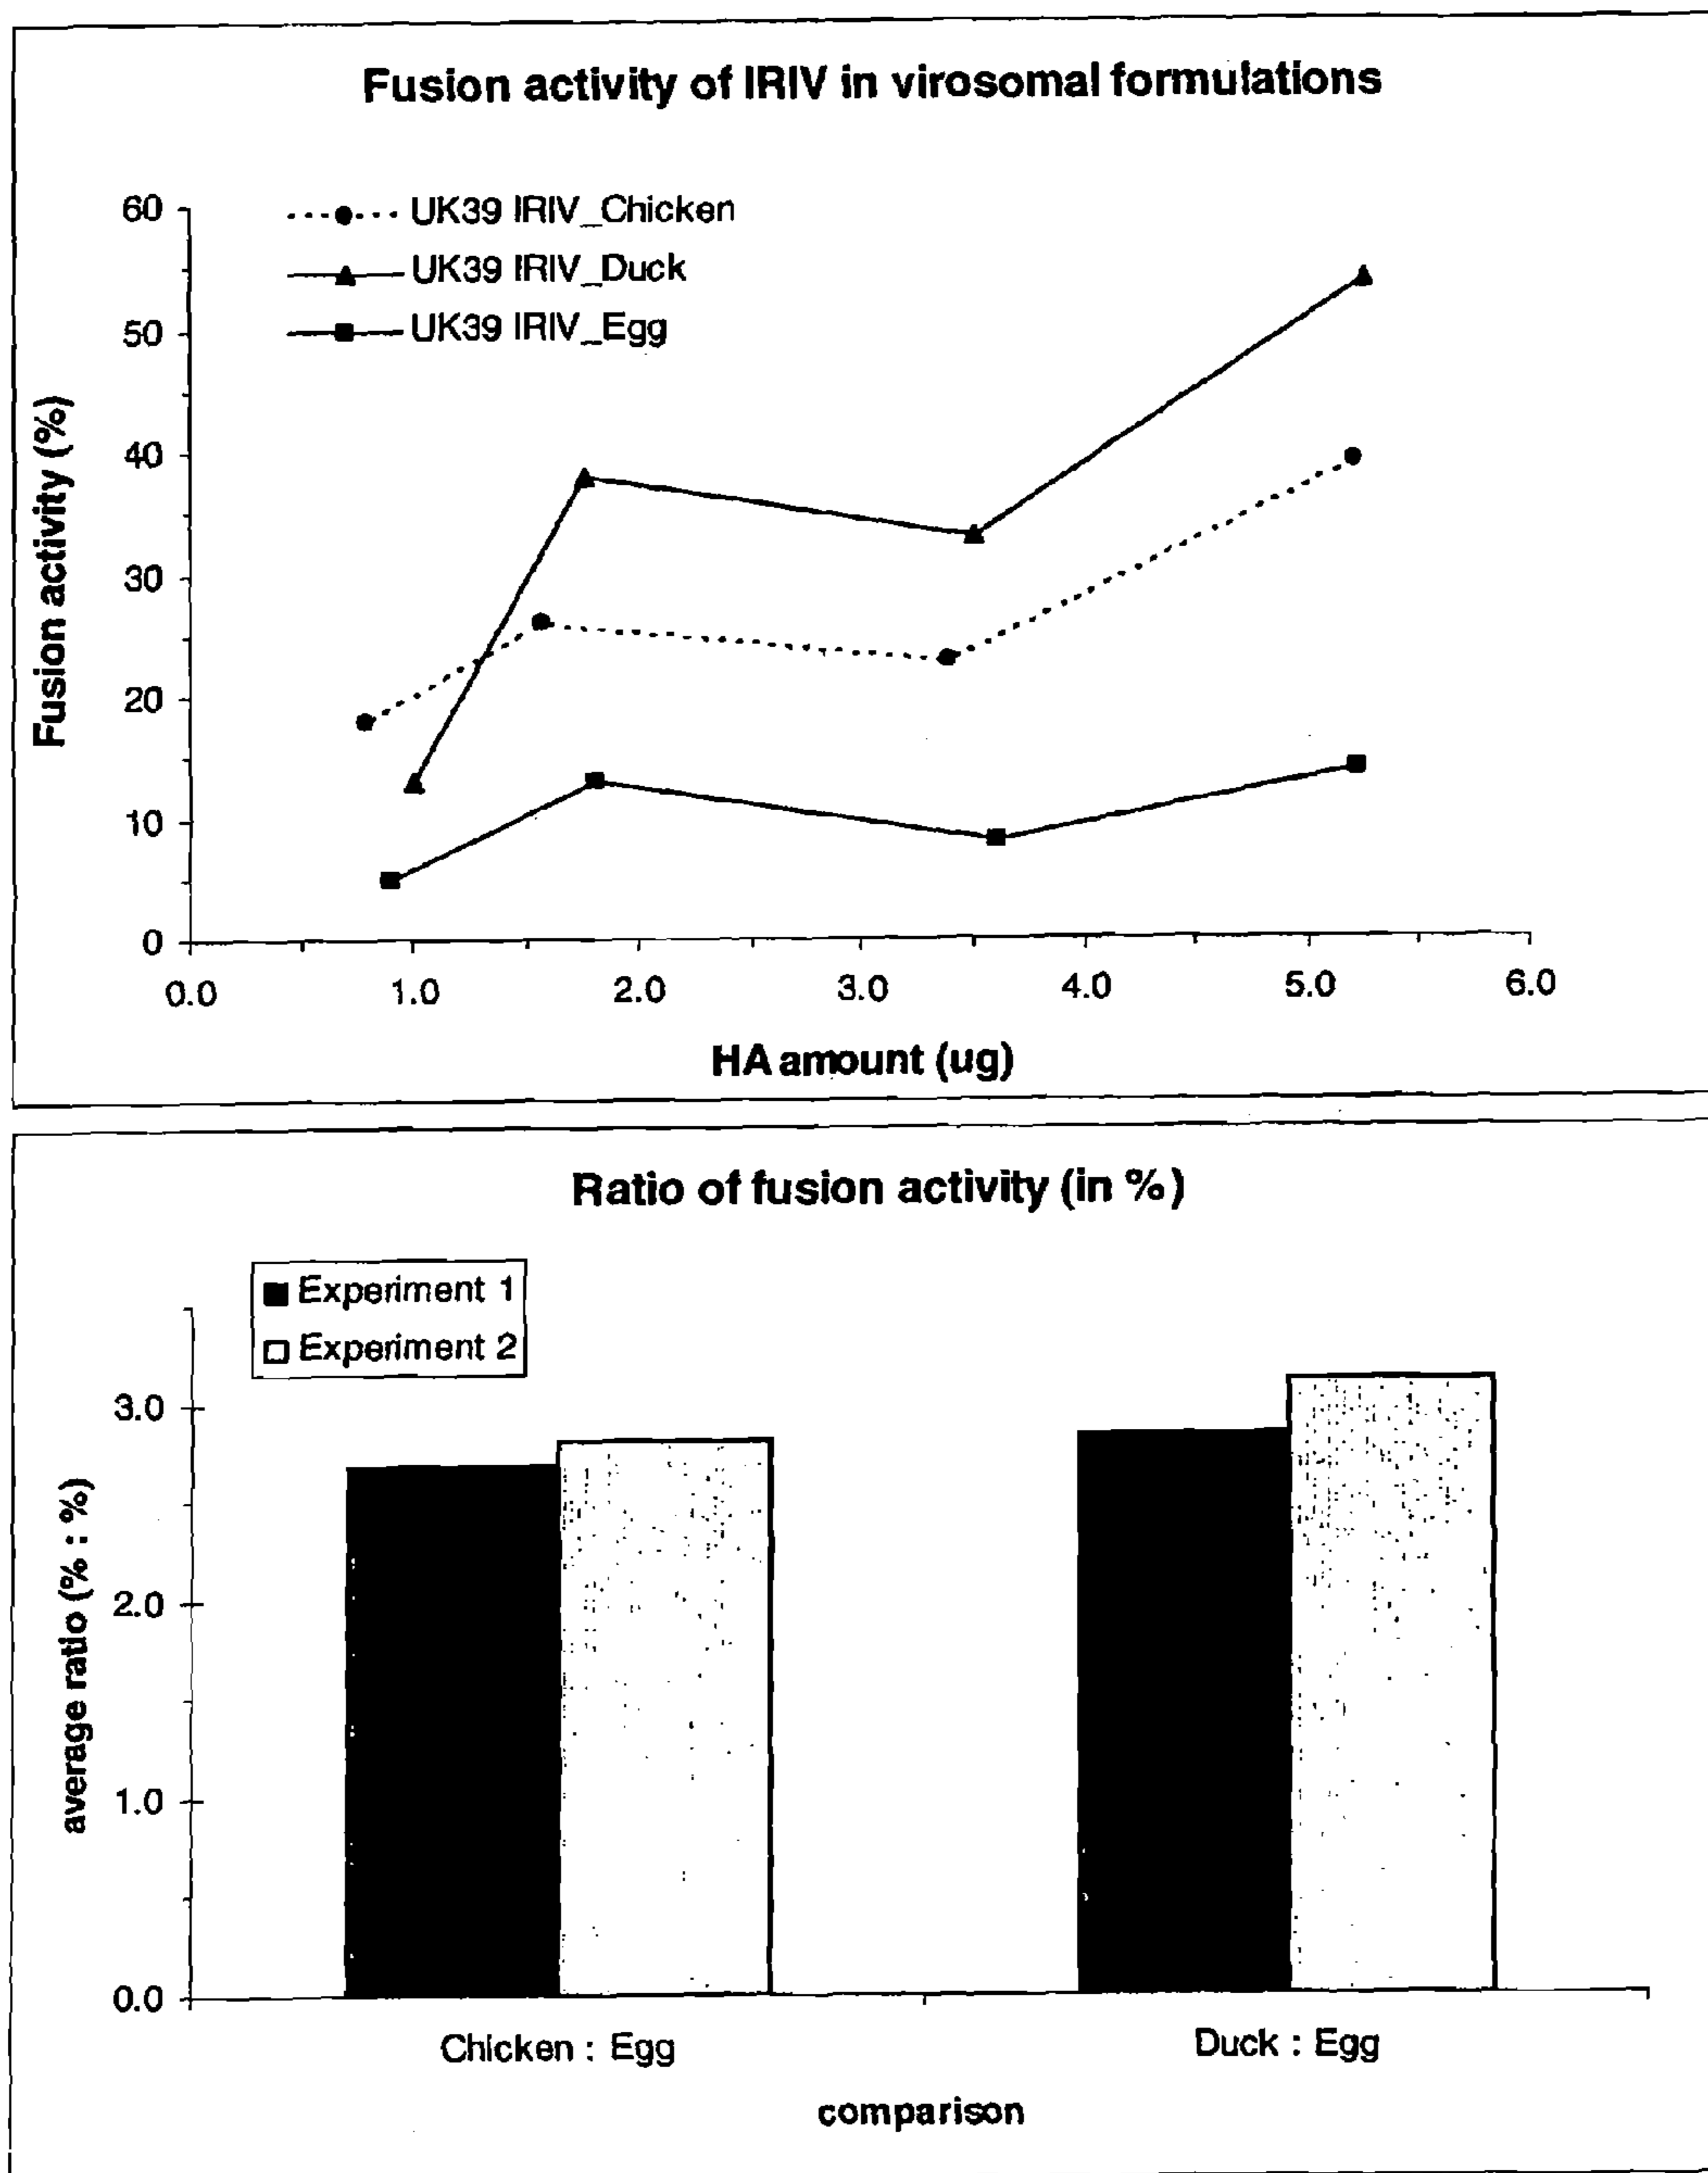 Fusion activity of IRIV in virosomal formulations
UK39 IRIV_Chicken
UK39 IRIV_Duck
UK39 IRIV_Egg
Fusion activity (%)
60
50
40
30
20
10
0
0.0 1.0 2.0 3.0 4.0 5.0 6.0
HA amount (ug)
Ratio of fusion activity (in %)
Experiment 1
Experiment 2
average ratio (% : %)
3.0
2.0
1.0
0.0
Chicken : Egg Duck : Egg
comparison